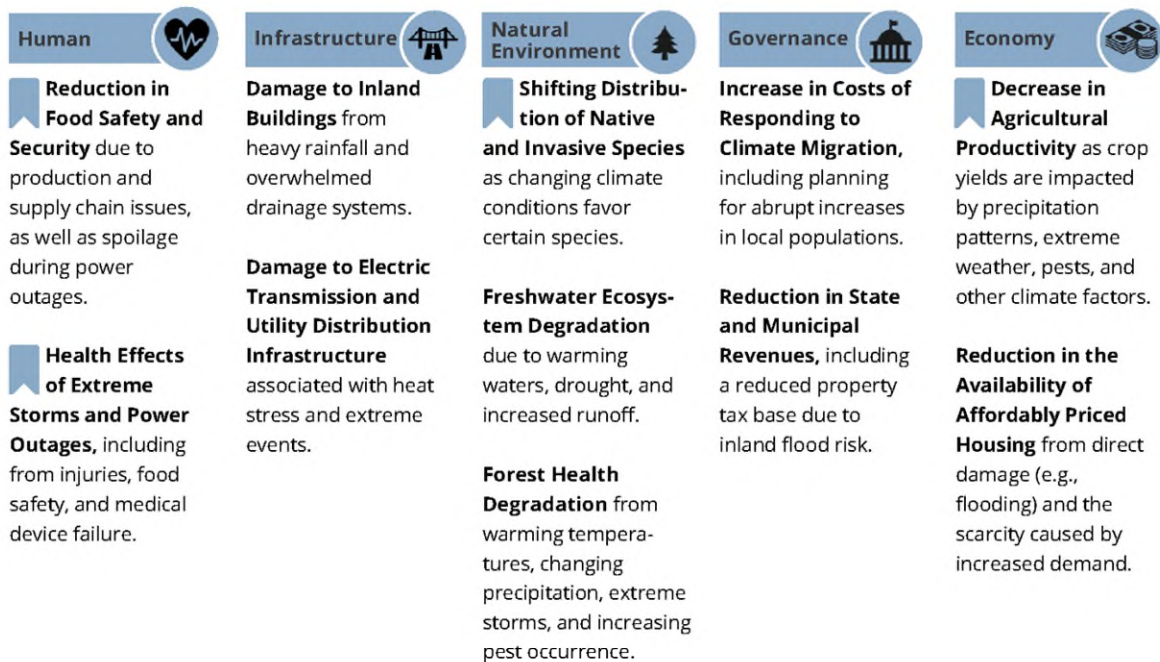 Human
Reduction in
Food Safety and
Security due to
production and
supply chain issues,
as well as spoilage
during power
outages.
Health Effects
of Extreme
Storms and Power
Outages, including
from injuries, food
safety, and medical
device failure.
Infrastructure
Damage to Inland
Buildings from
heavy rainfall and
overwhelmed
drainage systems.
Damage to Electric
Transmission and
Utility Distribution
Infrastructure
associated with heat
stress and extreme
events.
Natural
Environment
Shifting Distribu-
tion of Native
and Invasive Species
as changing climate
conditions favor
certain species.
Freshwater Ecosys-
tem Degradation
due to warming
waters, drought, and
increased runoff.
Forest Health
Degradation from
warming tempera-
tures, changing
precipitation, extreme
storms, and increasing
pest occurrence.
Governance
Increase in Costs of
Responding to
Climate Migration,
including planning
for abrupt increases
in local populations.
Reduction in State
and Municipal
Revenues, including
a reduced property
tax base due to
inland flood risk.
Economy
Decrease in
Agricultural
Productivity as crop
yields are impacted
by precipitation
patterns, extreme
weather, pests, and
other climate factors.
Reduction in the
Availability of
Affordably Priced
Housing from direct
damage (e.g.,
flooding) and the
scarcity caused by
increased demand.